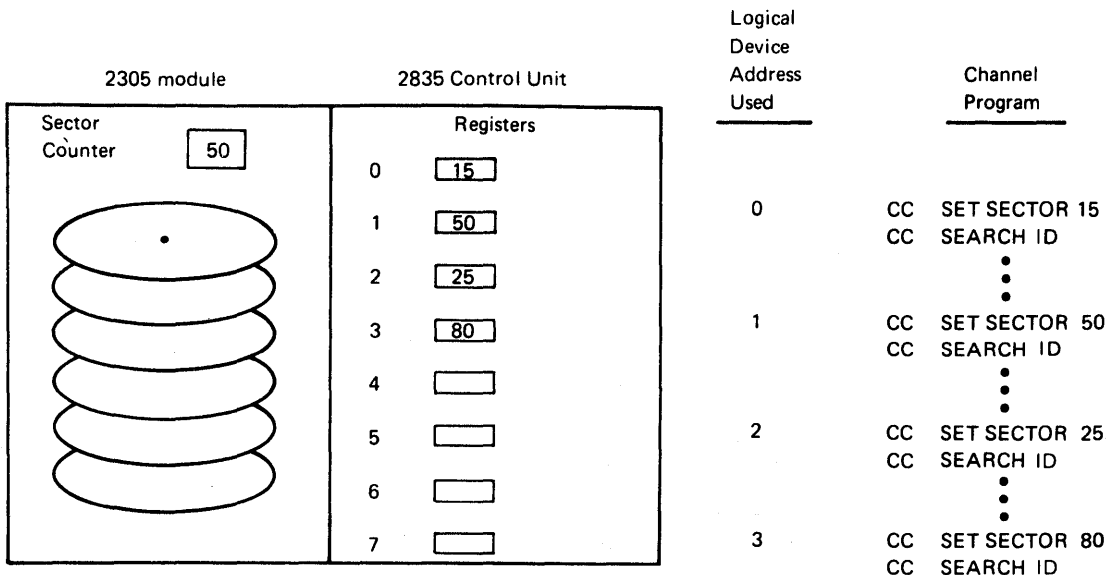 Logical
Device
Address
Used
Channel
Program
2305 module
2835 Control Unit
Sector
Counter
50
Registers
0 15
1 50
2 25
3 80
4
5
6
7
0 CC SET SECTOR 15
CC SEARCH ID
1 CC SET SECTOR 50
CC SEARCH ID
2 CC SET SECTOR 25
CC SEARCH ID
3 CC SET SECTOR 80
CC SEARCH ID